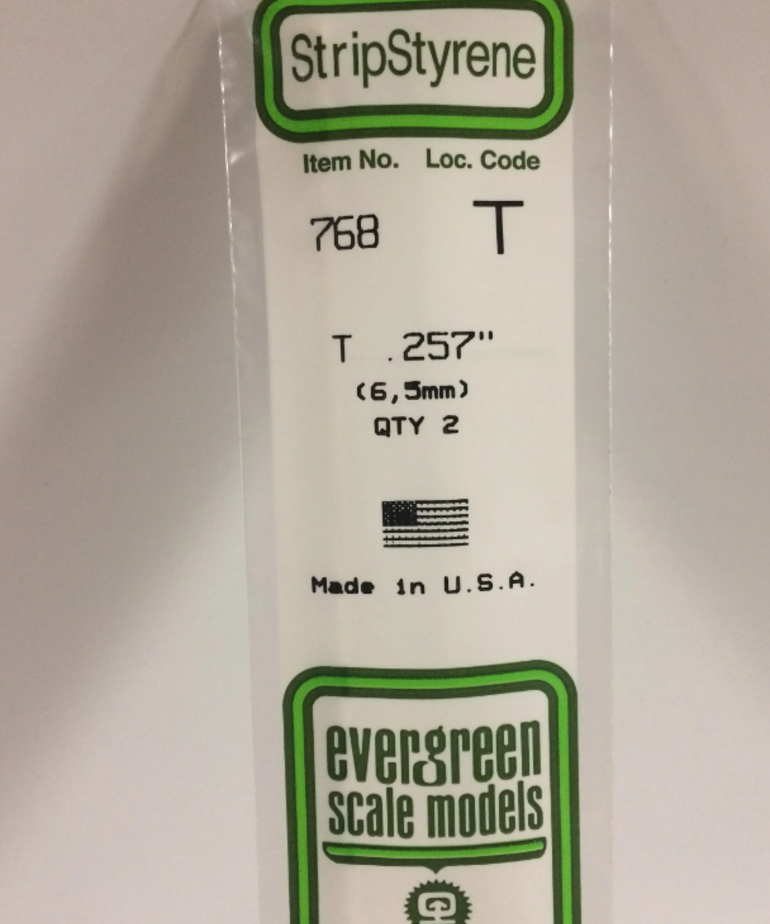 StripStyrene
Item No. Loc. Code
768 T
T .257"
(6,5mm)
QTY 2
Made in U.S.A.
evergreen
scale models